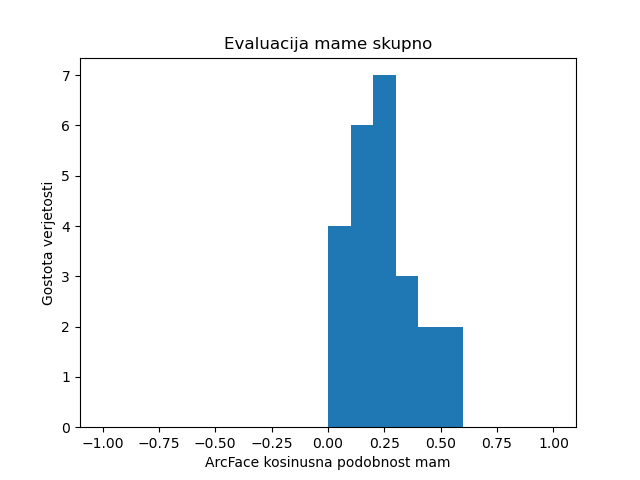 Evaluacija mame skupno
Gostota verjetosti
7
6
5
4
3
2
1
0
−1.00 −0.75 −0.50 −0.25 0.00 0.25 0.50 0.75 1.00
ArcFace kosinusna podobnost mam